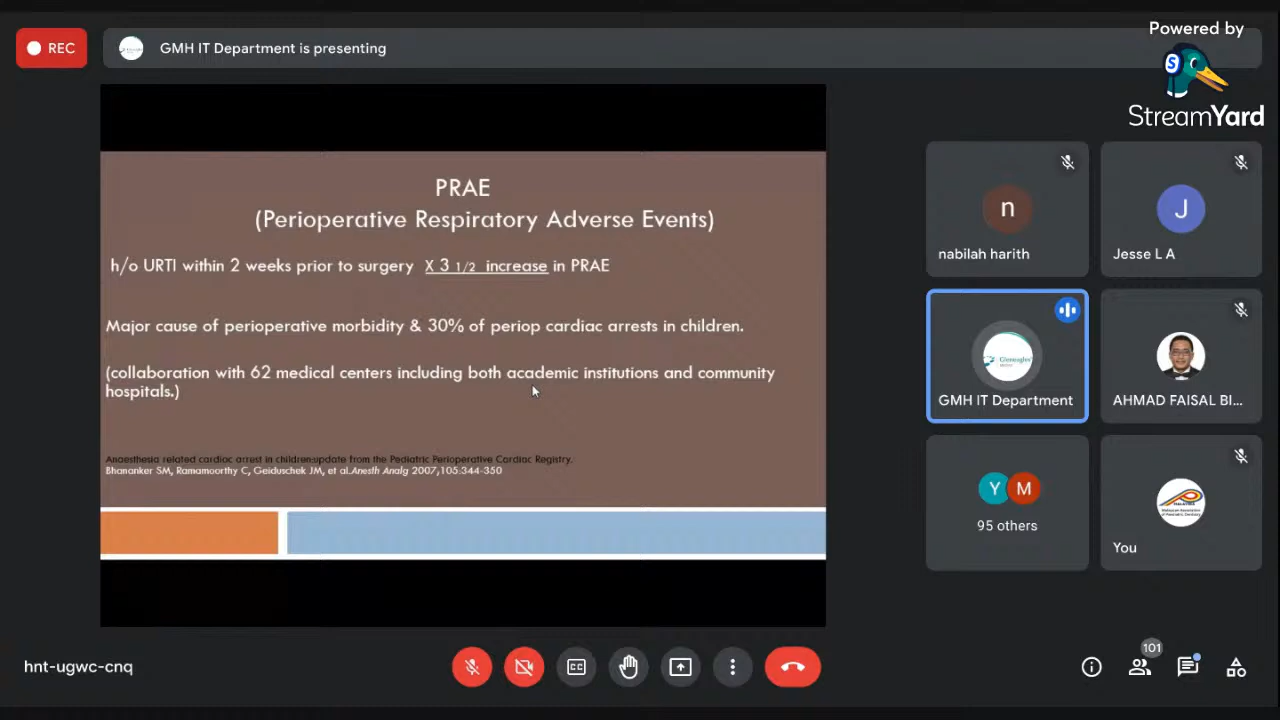 Powered by
StreamYard
REC
GMH IT Department is presenting
PRAE
(Perioperative Respiratory Adverse Events)
h/o URTI within 2 weeks prior to surgery X 3 1/2 increase in PRAE
Major cause of perioperative morbidity & 30% of periop cardiac arrests in children.
(collaboration with 62 medical centers including both academic institutions and community
hospitals.)
Anaesthesia related cardiac arrest in children:update from the Pediatric Perioperative Cardiac Registry.
Bhananker SM, Ramamoorthy C, Geiduschek JM, et al.Anesth Analg 2007,105:344-350
n
nabilah harith
J
Jesse L A
Gleneagles
GMH IT Department
AHMAD FAISAL BI...
Y M
95 others
You
hnt-ugwc-cnq
CC
101